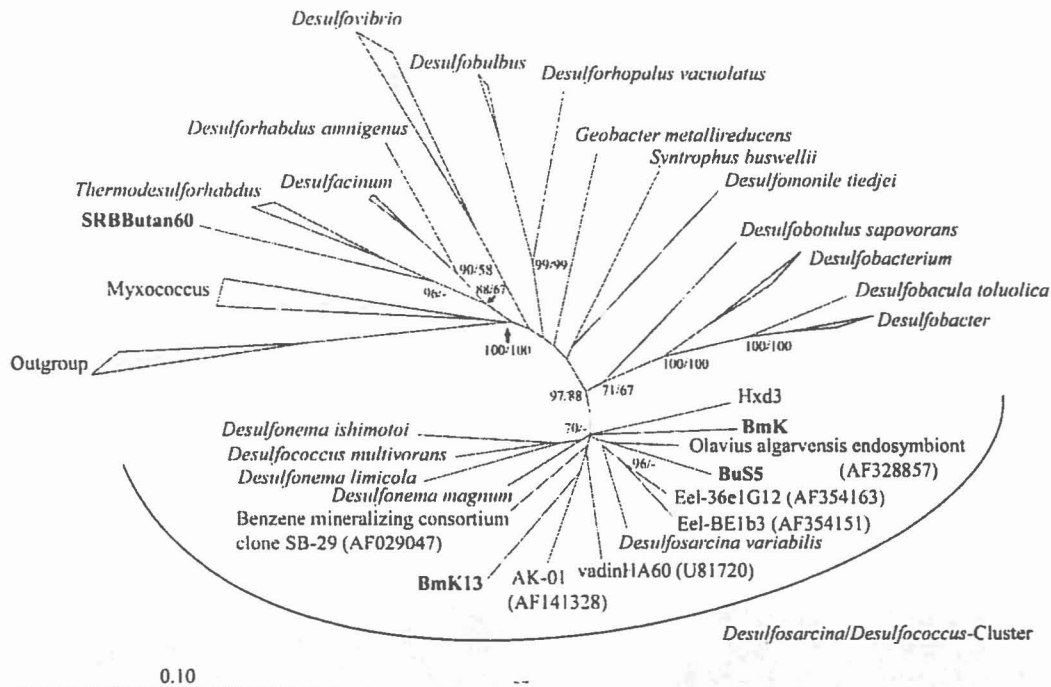 Desulfovibrio
Desulfobulbus
Desulforhopalus vacuolatus
Desulforhabdus amnigenus
Geobacter metallireducens
Syntrophus buswellii
Thermodesulforhabdus
Desulfacinum
Desulfomonile tiedjei
SRBButan60
Desulfobotulus sapovorans
Desulfobacterium
90/58
99/99
Myxococcus
96/-
88/67
Desulfobacula toluolica
Desulfobacter
Outgroup
100/100
100/100
100/100
97/88
71/67
Hxd3
70/-
BmK
Desulfonema ishimotoi
Olavius algarvensis endosymbiont
(AF328857)
Desulfococcus multivorans
BuS5
96/-
Desulfonema limicola
Eel-36e1G12 (AF354163)
Desulfonema magnum
Benzene mineralizing consortium
clone SB-29 (AF029047)
Eel-BE1b3 (AF354151)
Desulfosarcina variabilis
vadinHA60 (U81720)
BmK13
AK-01
(AF141328)
Desulfosarcina/Desulfococcus-Cluster
0.10